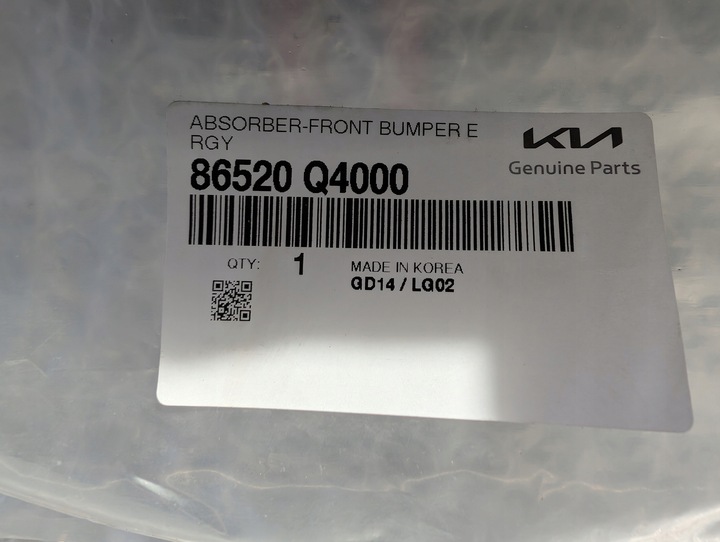 ABSORBER-FRONT BUMPER E
RGY
KIA
Genuine Parts
86520 Q4000
QTY: 1
MADE IN KOREA
GD14 / LG02